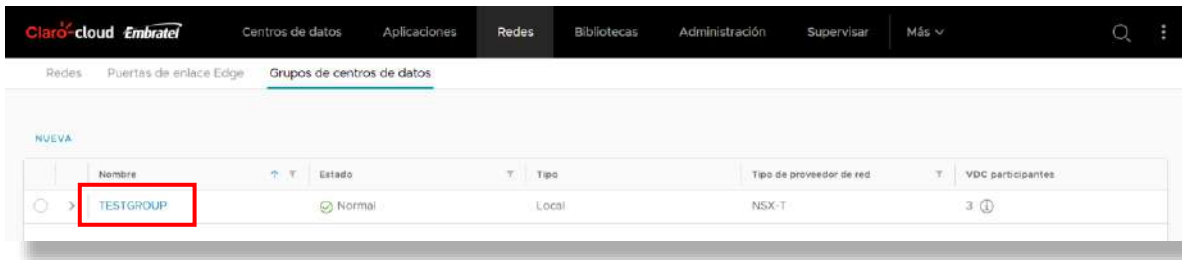 Claro-cloud Embratel Centros de datos Aplicaciones Redes Bibliotecas Administración Supervisar Más
Redes Puertas de enlace Edge Grupos de centros de datos
NUEVA
Nombre Estado Tipo Tipo de proveedor de red VDC participantes
TESTGROUP Normal Local NSX-T 3